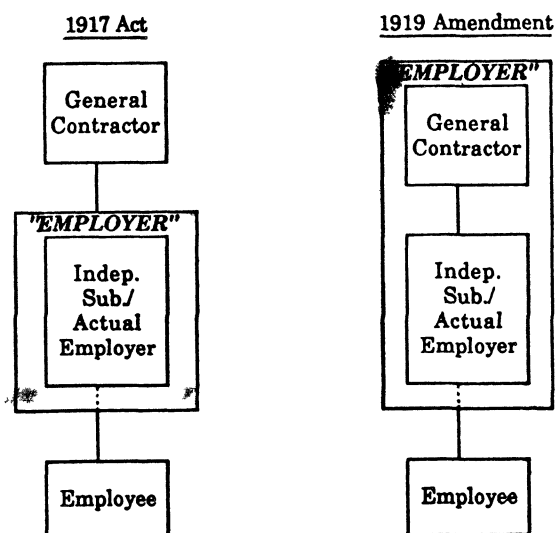 1917 Act
General
Contractor
"EMPLOYER"
Indep.
Sub./
Actual
Employer
Employee
1919 Amendment
EMPLOYER"
General
Contractor
Indep.
Sub./
Actual
Employer
Employee